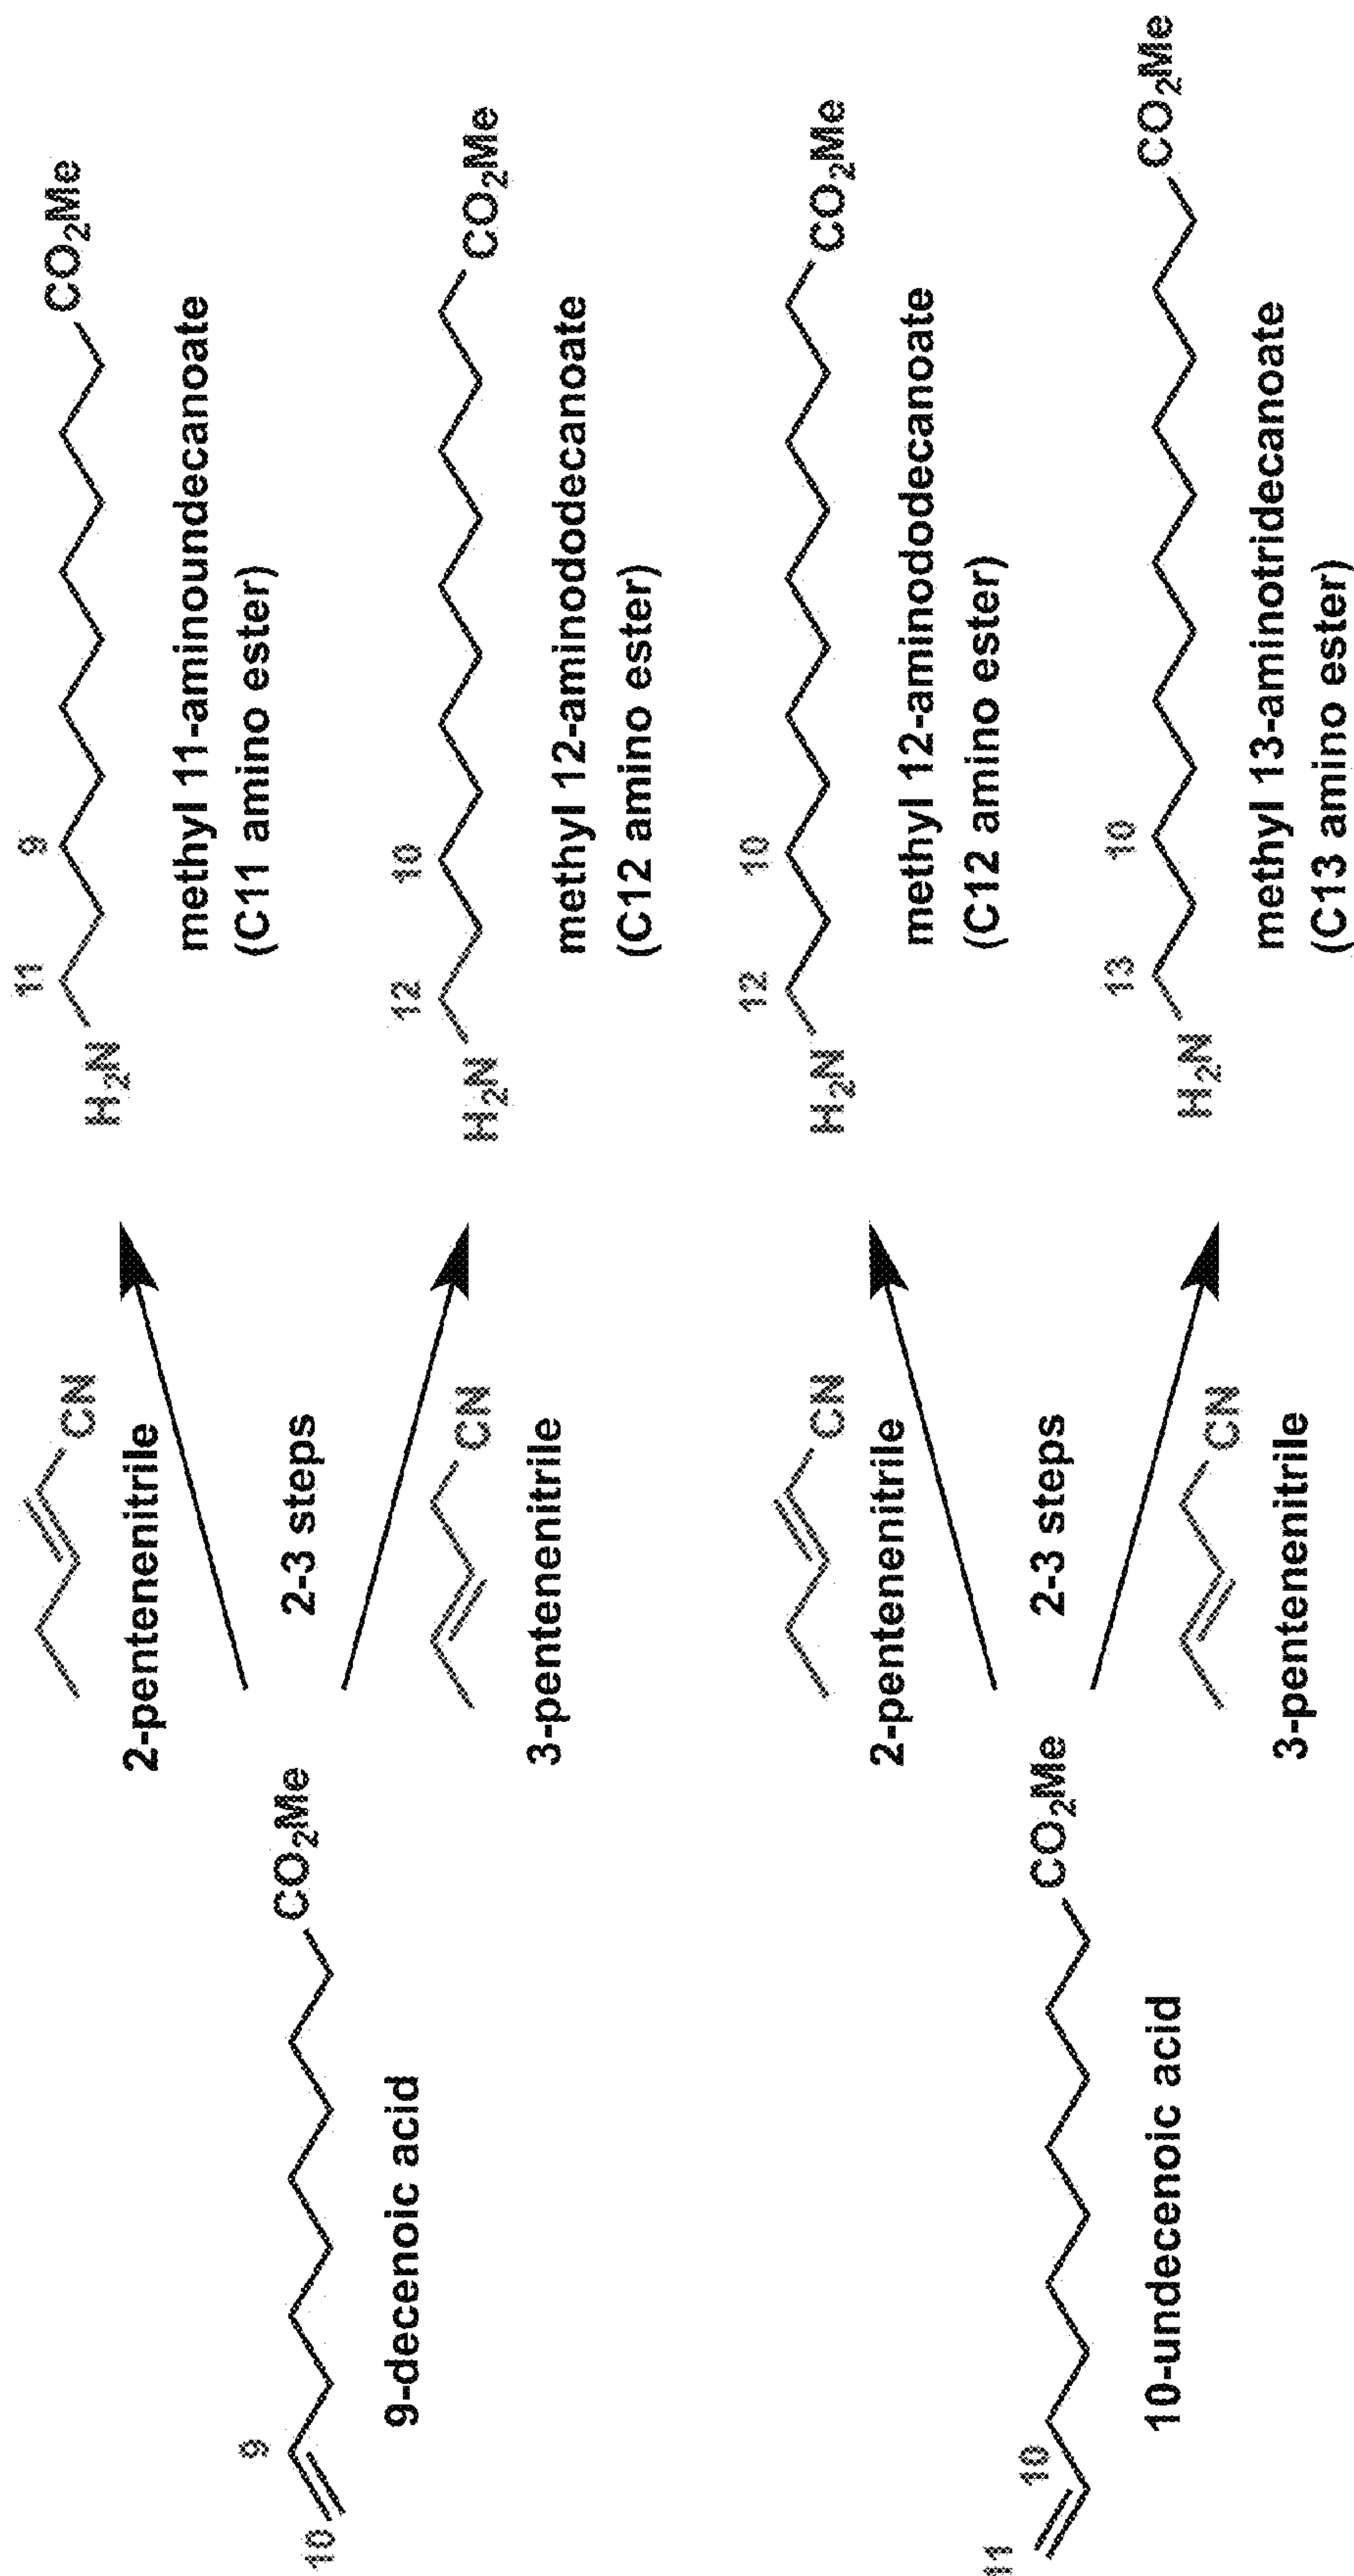 10
9
CO₂Me
9-decenoic acid
2-pentenenitrile
CN
2-3 steps
CN
3-pentenenitrile
11
9
H₂N
CO₂Me
methyl 11-aminoundecanoate
(C11 amino ester)
12
10
H₂N
CO₂Me
methyl 12-aminododecanoate
(C12 amino ester)
11
10
CO₂Me
10-undecenoic acid
CN
2-pentenenitrile
2-3 steps
CN
3-pentenenitrile
12
10
H₂N
CO₂Me
methyl 12-aminododecanoate
(C12 amino ester)
13
10
H₂N
CO₂Me
methyl 13-aminotridecanoate
(C13 amino ester)